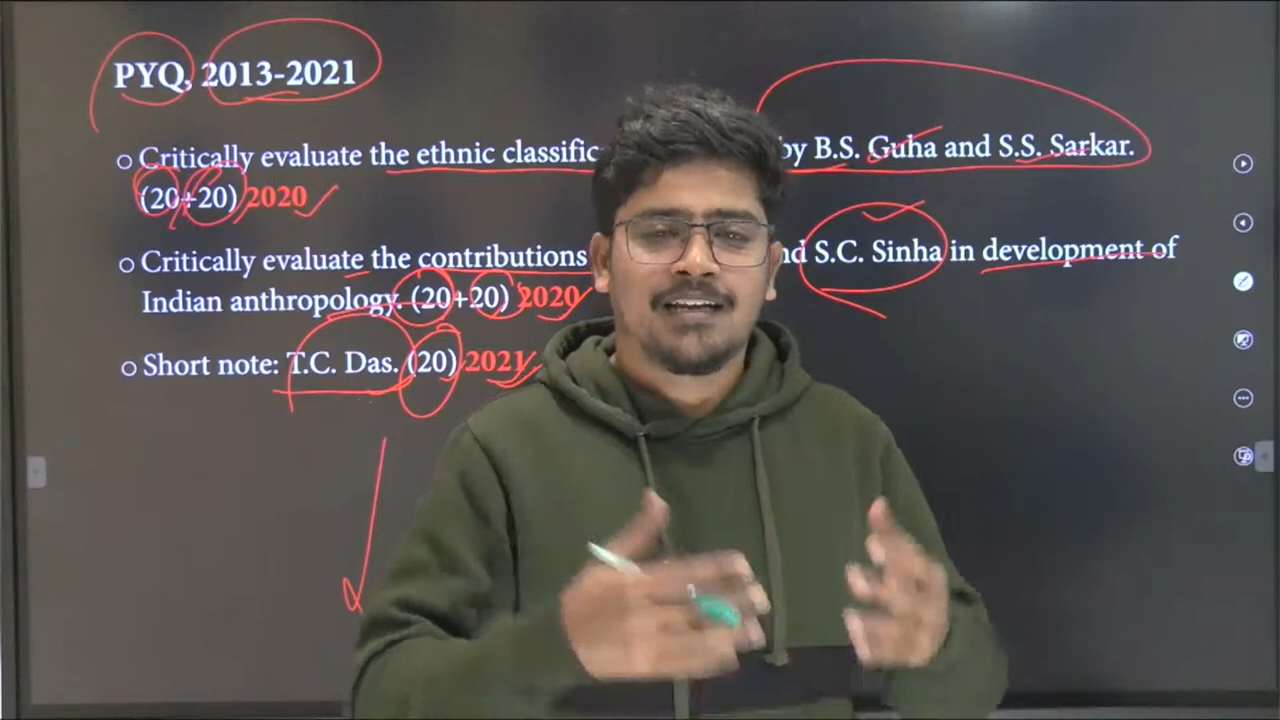 PYQ, 2013-2021
○ Critically evaluate the ethnic classific by B.S. Guha and S.S. Sarkar.
(20+20) 2020
○ Critically evaluate the contributions nd S.C. Sinha in development of
Indian anthropology. (20+20) 2020
○ Short note: T.C. Das. (20) 2021